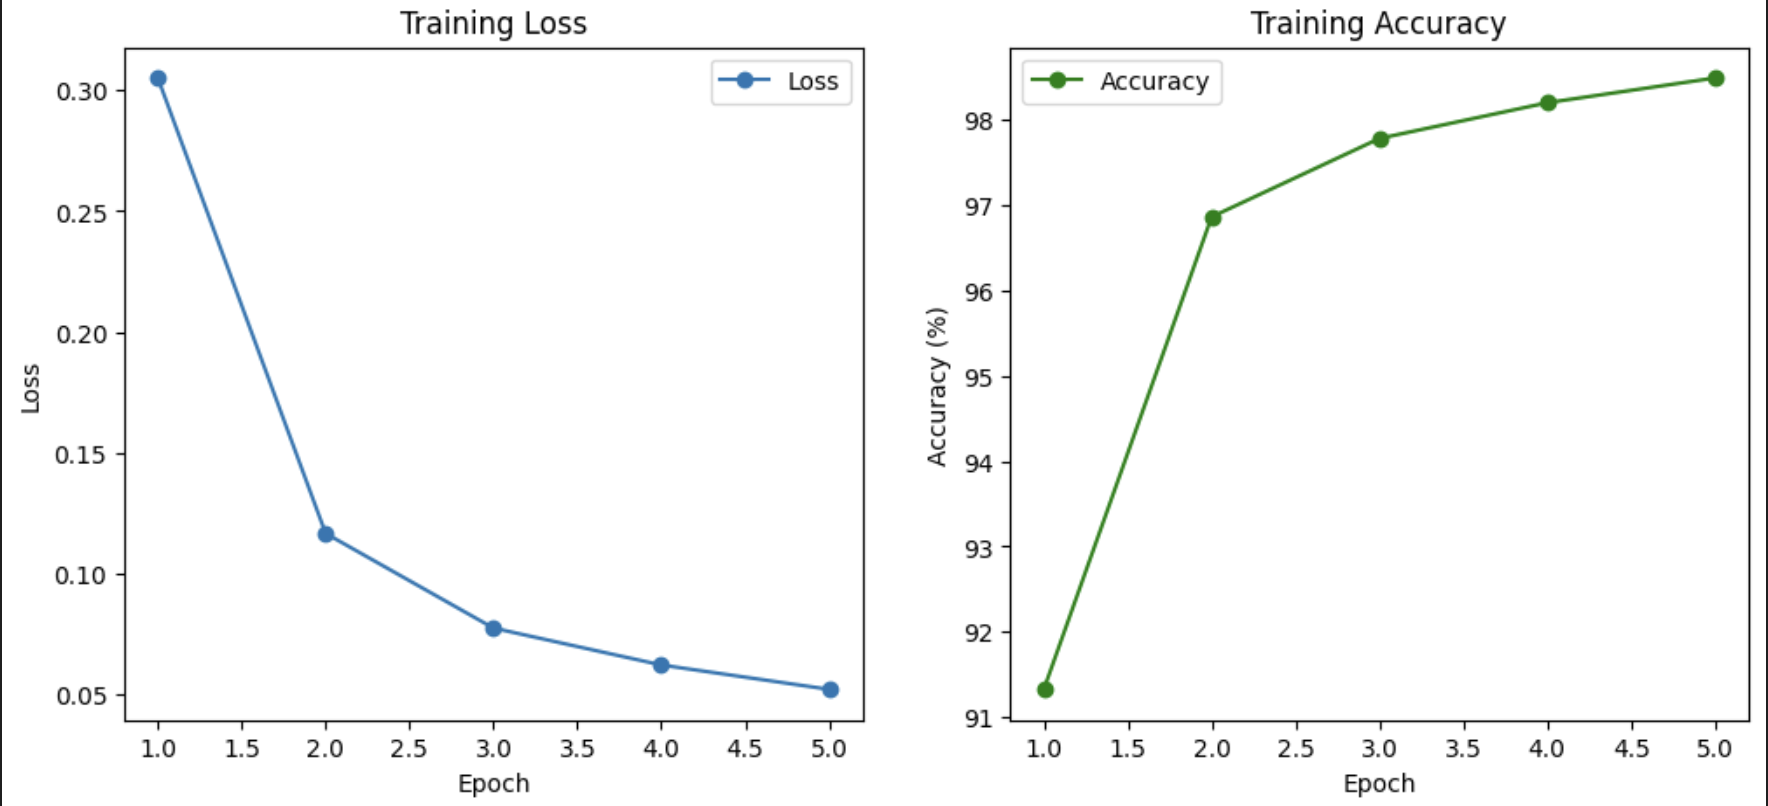 Training Loss
Loss
0.30
0.25
0.20
0.15
0.10
0.05
Loss
1.0 1.5 2.0 2.5 3.0 3.5 4.0 4.5 5.0
Epoch
Training Accuracy
Accuracy
98
97
96
95
94
93
92
91
Accuracy (%)
1.0 1.5 2.0 2.5 3.0 3.5 4.0 4.5 5.0
Epoch